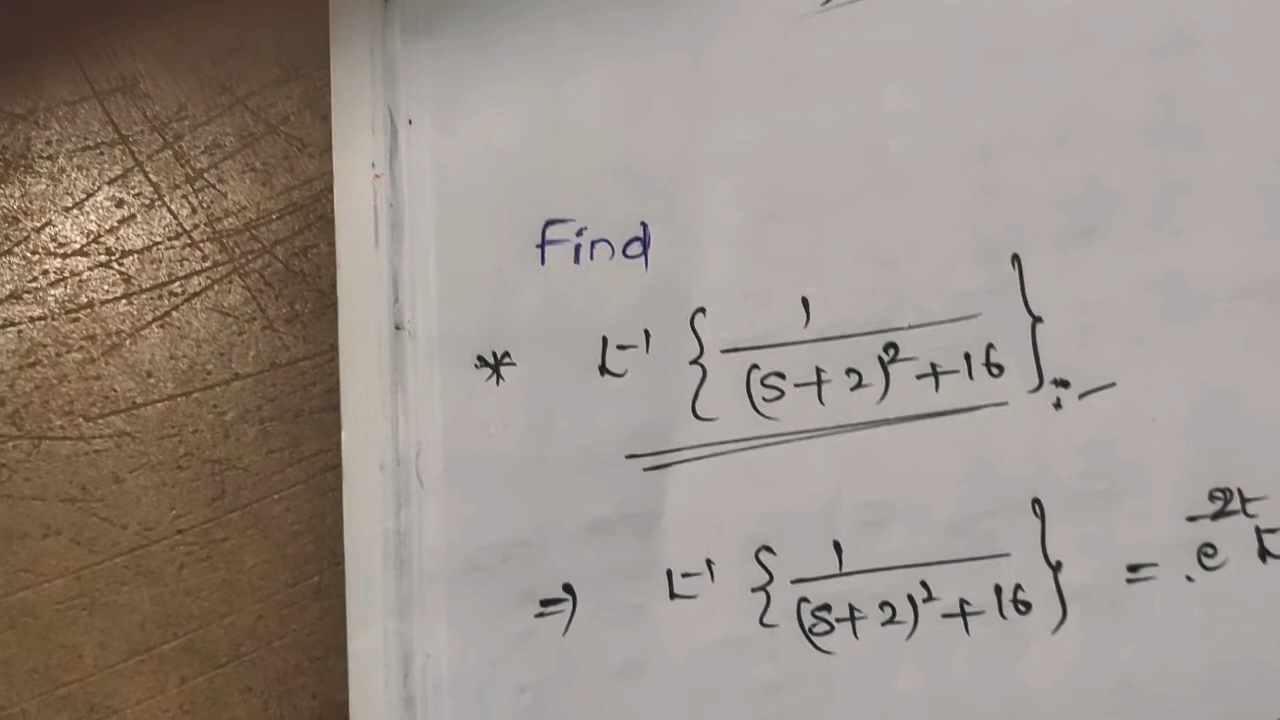 Find
* L⁻¹ { 1 / (s+2)² + 16 } :-
⇒ L⁻¹ { 1 / (s+2)² + 16 } = e⁻²ᵗ L